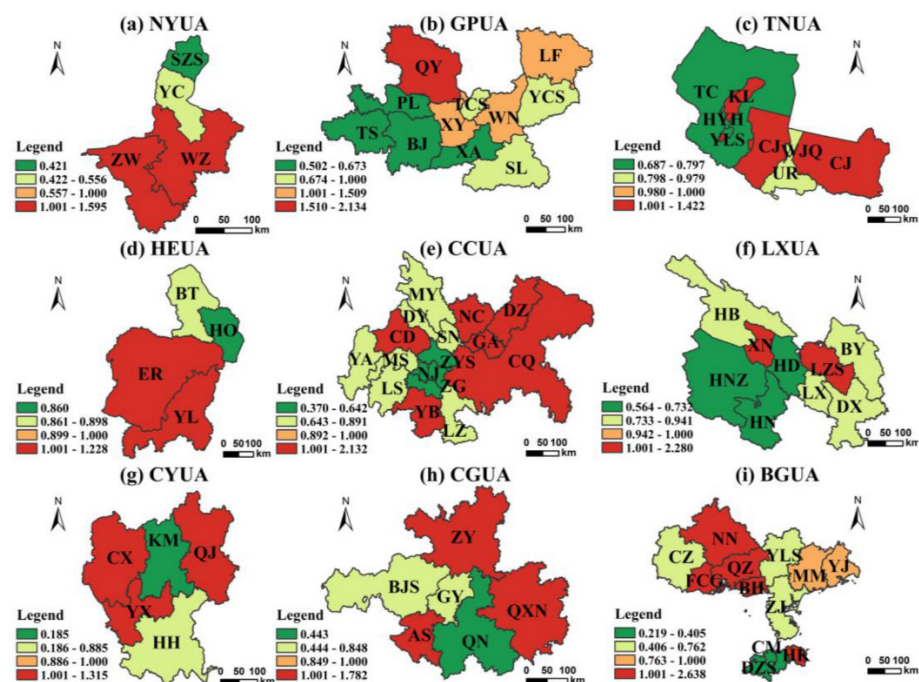 (a) NYUA
N
SZS
YC
ZW
WZ
Legend
0.421
0.422 - 0.556
0.557 - 1.000
1.001 - 1.595
0 50 100
km
(b) GPUA
N
QY
LF
PL
TCS
YCS
TS
BJ
XY
WN
XA
SL
Legend
0.502 - 0.673
0.674 - 1.000
1.001 - 1.509
1.510 - 2.134
0 50 100
km
(c) TNUA
N
TC
KL
HYH
YLS
CJ
WJQ
CJ
UR
Legend
0.687 - 0.797
0.798 - 0.979
0.980 - 1.000
1.001 - 1.422
0 50 100
km
(d) HEUA
N
BT
HO
ER
YL
Legend
0.860
0.861 - 0.898
0.899 - 1.000
1.001 - 1.228
0 50 100
km
(e) CCUA
N
MY
DY
NC
DZ
CD
SN
GA
YA
MS
NJ
ZYS
CQ
LS
ZG
YB
LZ
Legend
0.370 - 0.642
0.643 - 0.891
0.892 - 1.000
1.001 - 2.132
0 50 100
km
(f) LXUA
N
HB
XN
BY
HNZ
HD
LZS
LX
DX
HN
Legend
0.564 - 0.732
0.733 - 0.941
0.942 - 1.000
1.001 - 2.280
0 50 100
km
(g) CYUA
N
CX
KM
QJ
YX
HH
Legend
0.185
0.186 - 0.885
0.886 - 1.000
1.001 - 1.315
0 50 100
km
(h) CGUA
N
ZY
BJS
GY
QXN
AS
QN
Legend
0.443
0.444 - 0.848
0.849 - 1.000
1.001 - 1.782
0 50 100
km
(i) BGUA
N
NN
CZ
YLS
QZ
MM
YJ
FCG
BH
ZJ
CM
HK
DZS
Legend
0.219 - 0.405
0.406 - 0.762
0.763 - 1.000
1.001 - 2.638
0 50 100
km